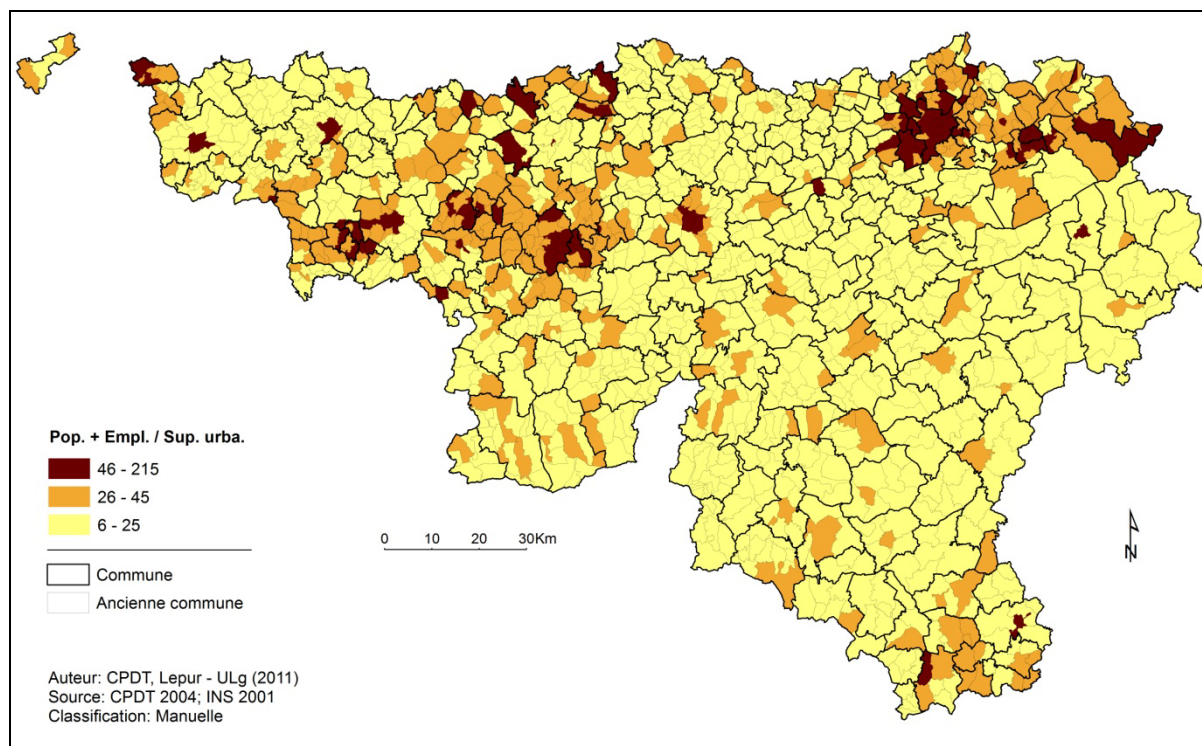 Pop. + Empl. / Sup. urba.
46 - 215
26 - 45
6 - 25
Commune
Ancienne commune
0 10 20 30Km
N
Auteur: CPDT, Lepur - ULg (2011)
Source: CPDT 2004; INS 2001
Classification: Manuelle